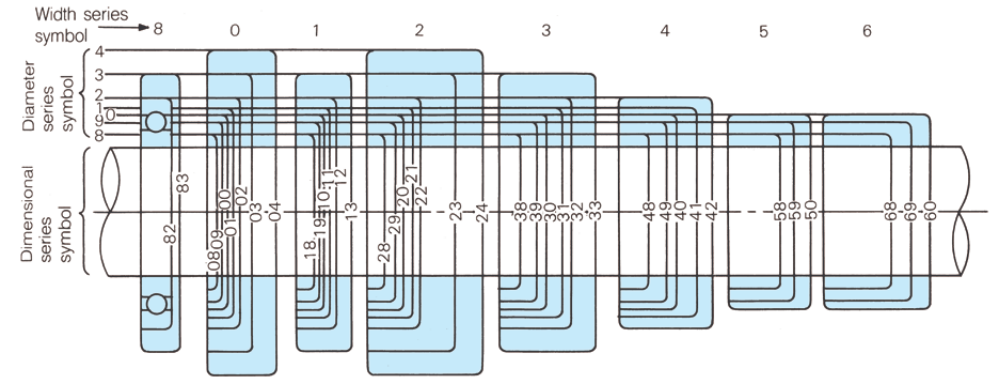 Width series
symbol
8 0 1 2 3 4 5 6
Diameter
series
symbol
4
3
2
1
0
9
8
Dimensional
series
symbol
82 83
08 09 00 01 02 03 04
18 19 10 11 12 13
28 29 20 21 22 23 24
38 39 30 31 32 33
48 49 40 41 42
58 59 50
68 69 60